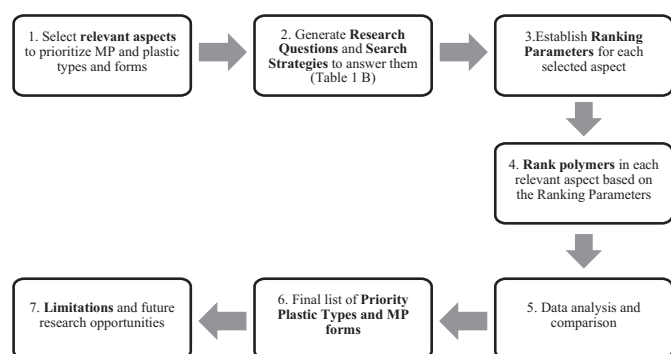 1. Select relevant aspects
to prioritize MP and plastic
types and forms
2. Generate Research
Questions and Search
Strategies to answer them
(Table 1 B)
3.Establish Ranking
Parameters for each
selected aspect
4. Rank polymers in each
relevant aspect based on
the Ranking Parameters
5. Data analysis and
comparison
6. Final list of Priority
Plastic Types and MP
forms
7. Limitations and future
research opportunities